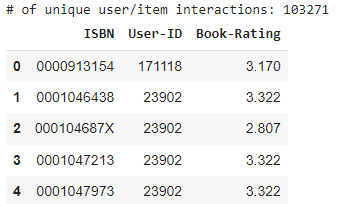 # of unique user/item interactions: 103271
ISBN User-ID Book-Rating
0 0000913154 171118 3.170
1 0001046438 23902 3.322
2 000104687X 23902 2.807
3 0001047213 23902 3.322
4 0001047973 23902 3.322